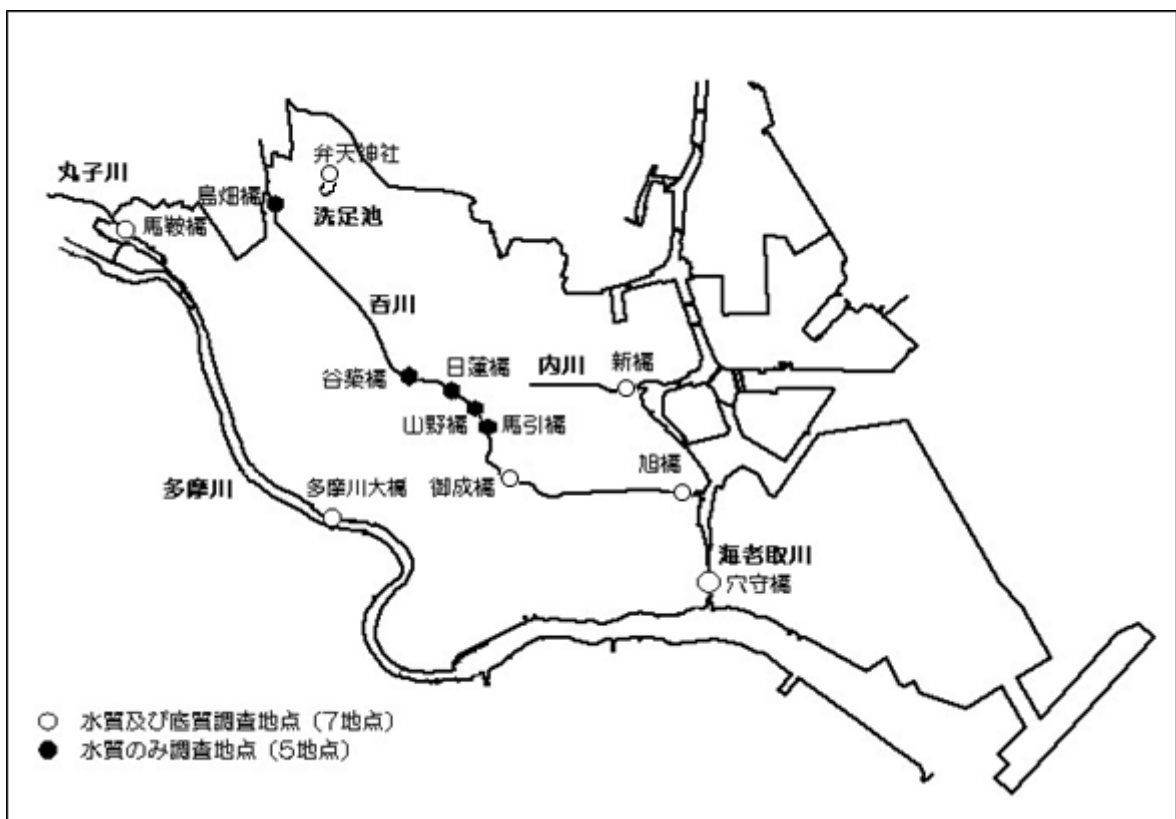 弁天神社
丸子川
島畑橋
洗足池
馬鞍橋
呑川
日蓮橋
内川
新橋
谷築橋
山野橋
馬引橋
旭橋
多摩川
多摩川大橋
御成橋
海老取川
穴守橋
○ 水質及び底質調査地点（7地点）
● 水質のみ調査地点（5地点）